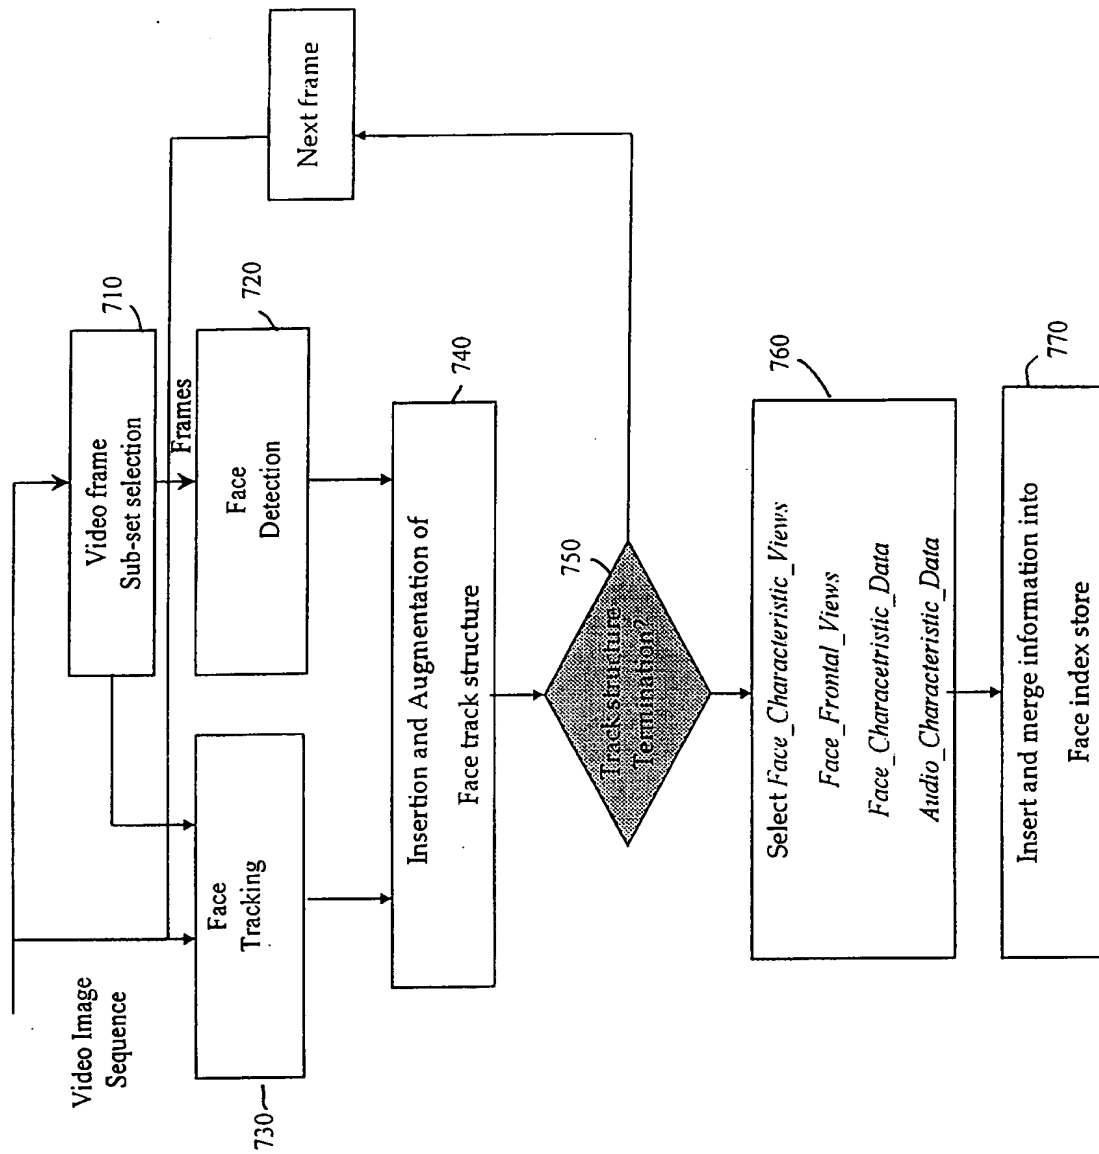 Video Image
Sequence
Video frame
Sub-set selection
710
Frames
Next frame
730
Face
Tracking
Face
Detection
720
Insertion and Augmentation of
Face track structure
740
Track structure
Termination?
750
Select Face_Characteristic_Views
Face_Frontal_Views
Face_Characetristic_Data
Audio_Characteristic_Data
760
Insert and merge information into
Face index store
770